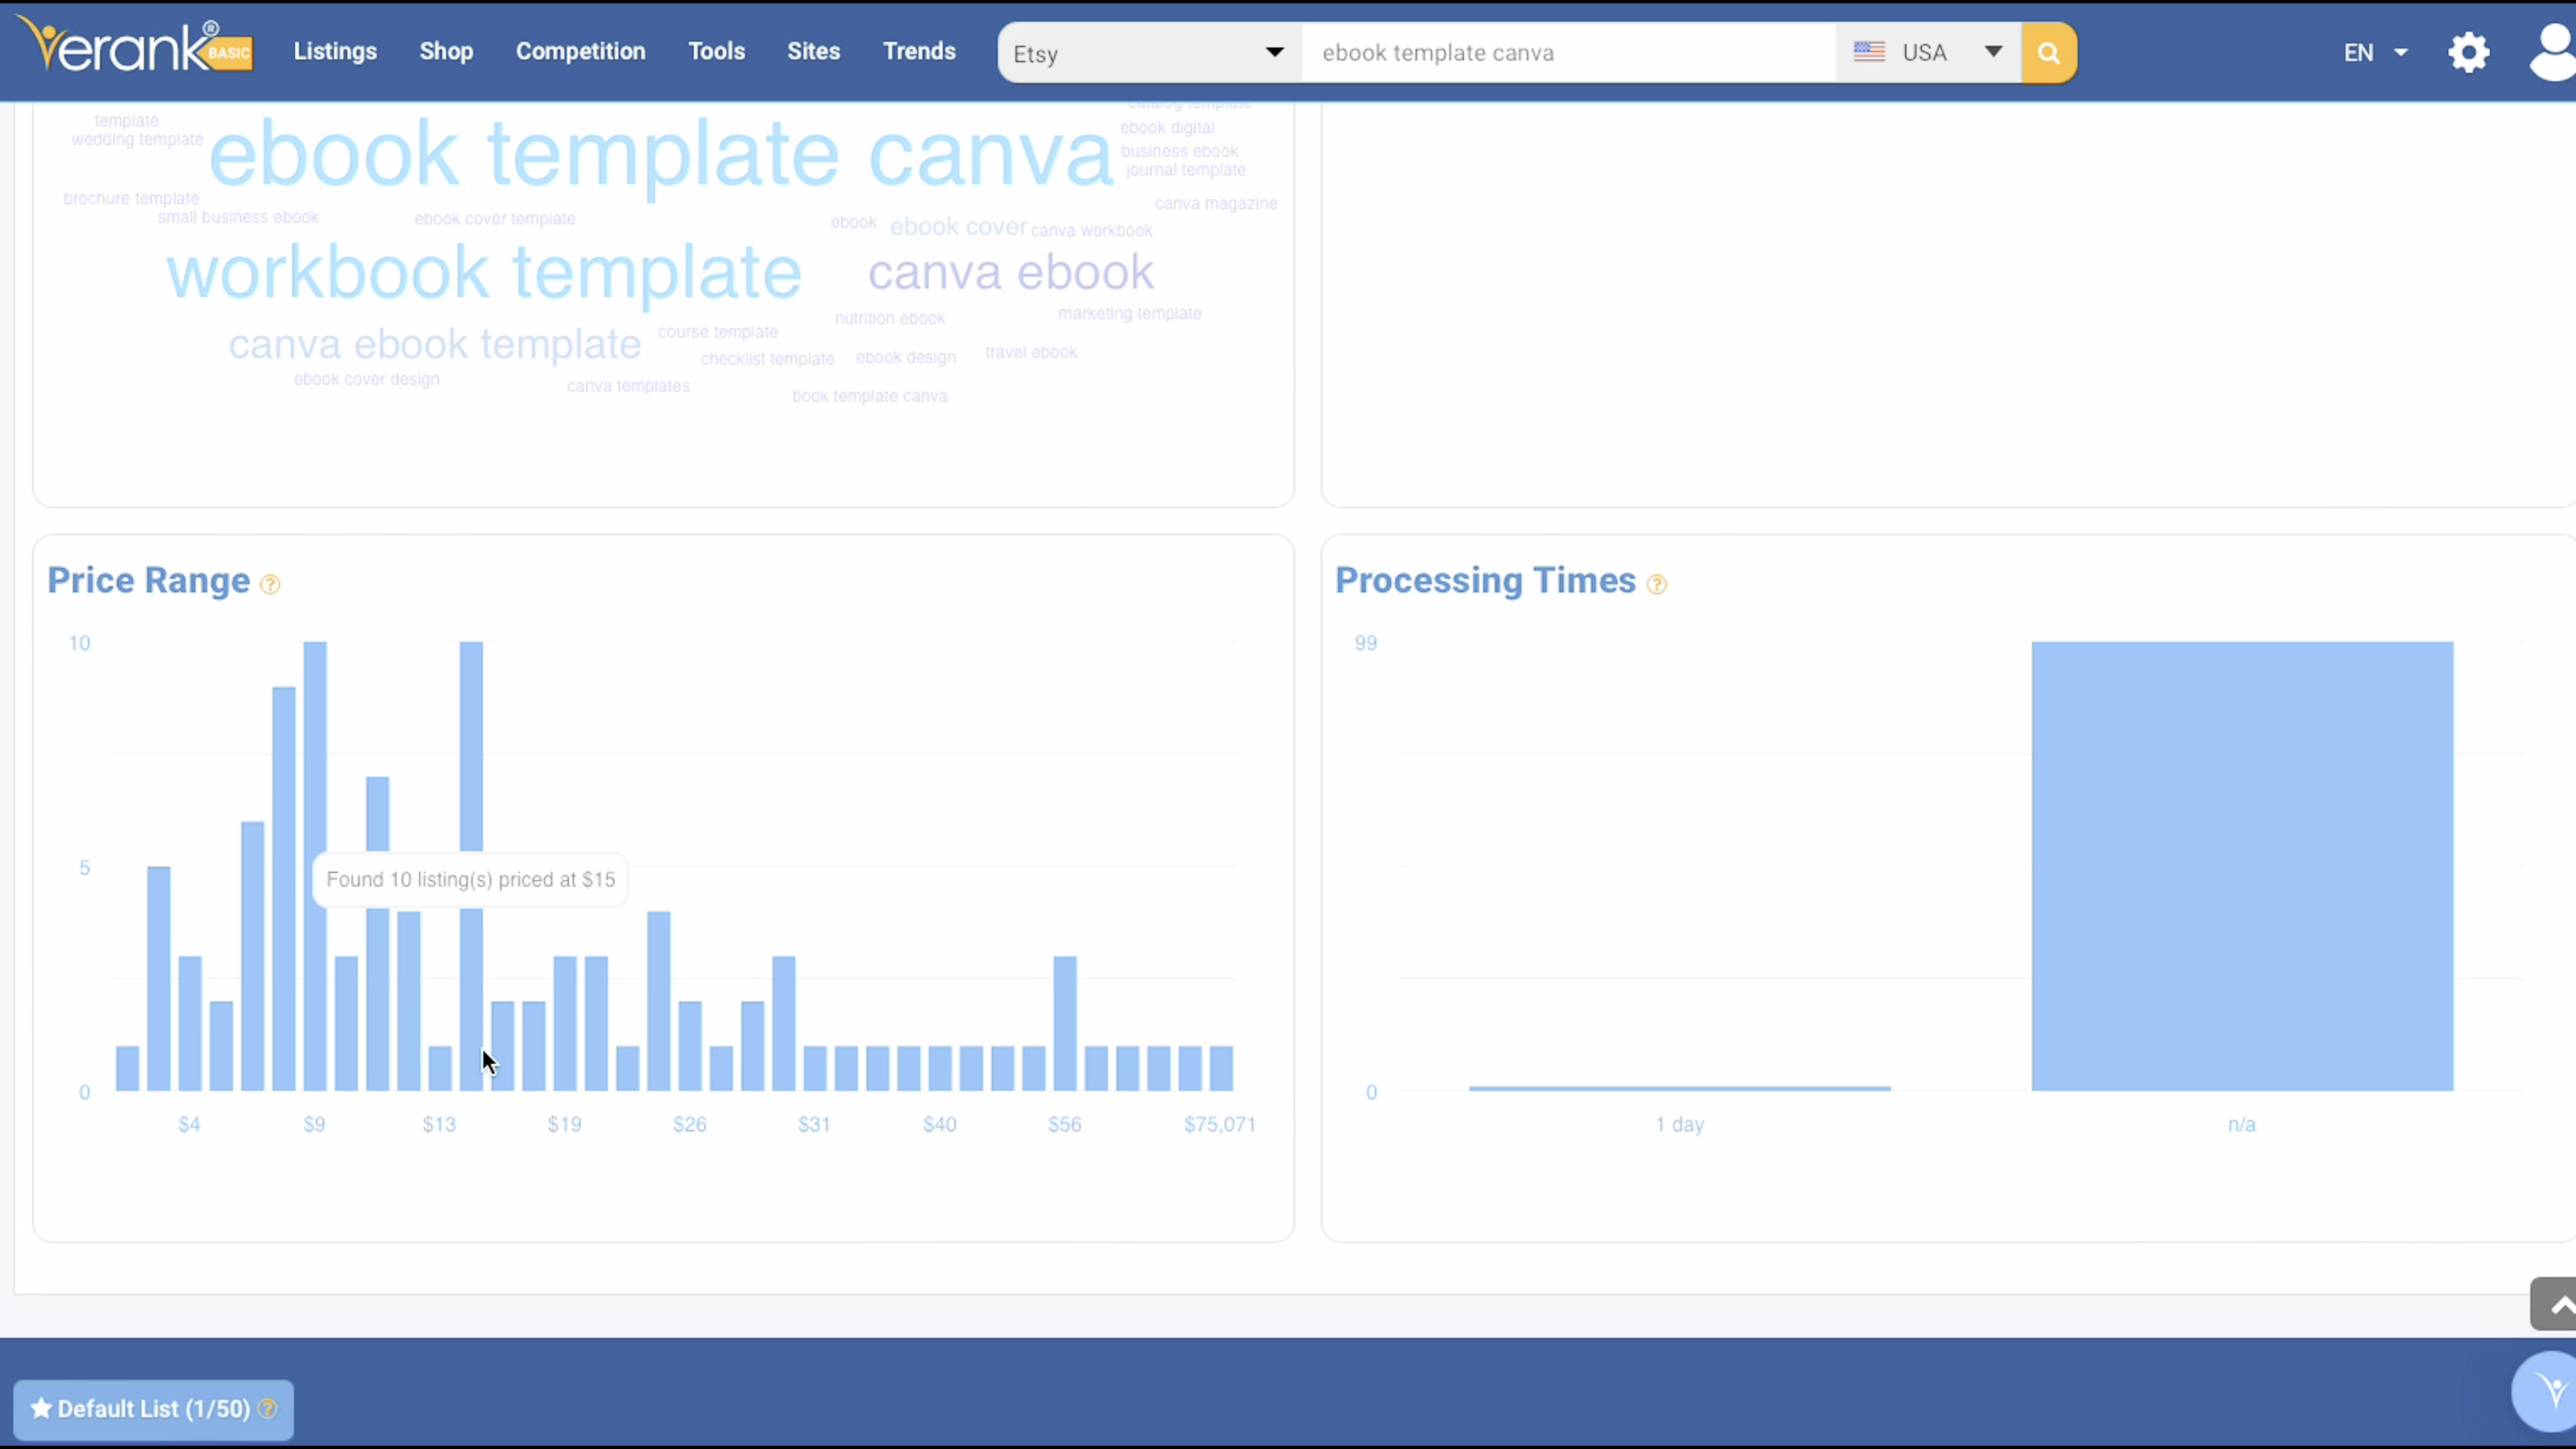 erank® BASIC
Listings Shop Competition Tools Sites Trends Etsy ebook template canva USA EN
catalog template
template
wedding template
ebook template canva
ebook digital
business ebook
journal template
brochure template
small business ebook
ebook cover template
ebook
ebook cover
canva workbook
canva magazine
workbook template
canva ebook
nutrition ebook
marketing template
canva ebook template
course template
checklist template
ebook design
travel ebook
ebook cover design
canva templates
book template canva
Price Range ?
10
5
0
Found 10 listing(s) priced at $15
$4 $9 $13 $19 $26 $31 $40 $56 $75,071
Processing Times ?
99
0
1 day n/a
Default List (1/50) ?